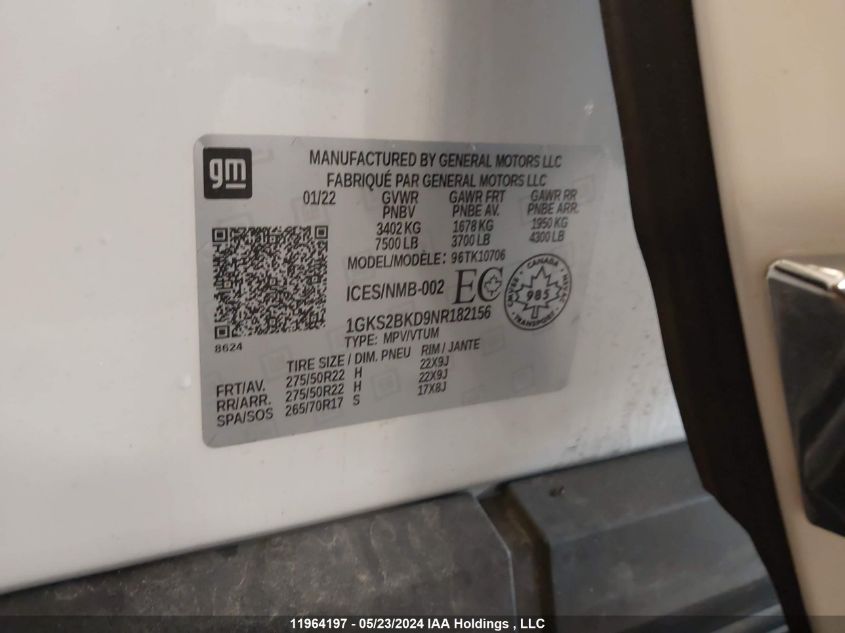 gm
MANUFACTURED BY GENERAL MOTORS LLC
FABRIQUÉ PAR GENERAL MOTORS LLC
01/22 GVWR GAWR FRT GAWR RR
PNBV PNBE AV. PNBE ARR.
3402 KG 1678 KG 1950 KG
7500 LB 3700 LB 4300 LB
MODEL/MODÈLE: 96TK10706
ICES/NMB-002 EC
CANADA
985
1GKS2BKD9NR182156
TYPE: MPV/VTUM
8624
TIRE SIZE / DIM. PNEU RIM / JANTE
FRT/AV. 275/50R22 H 22X9J
RR/ARR. 275/50R22 H 22X9J
SPA/SOS 265/70R17 S 17X8J
11964197 - 05/23/2024 IAA Holdings , LLC